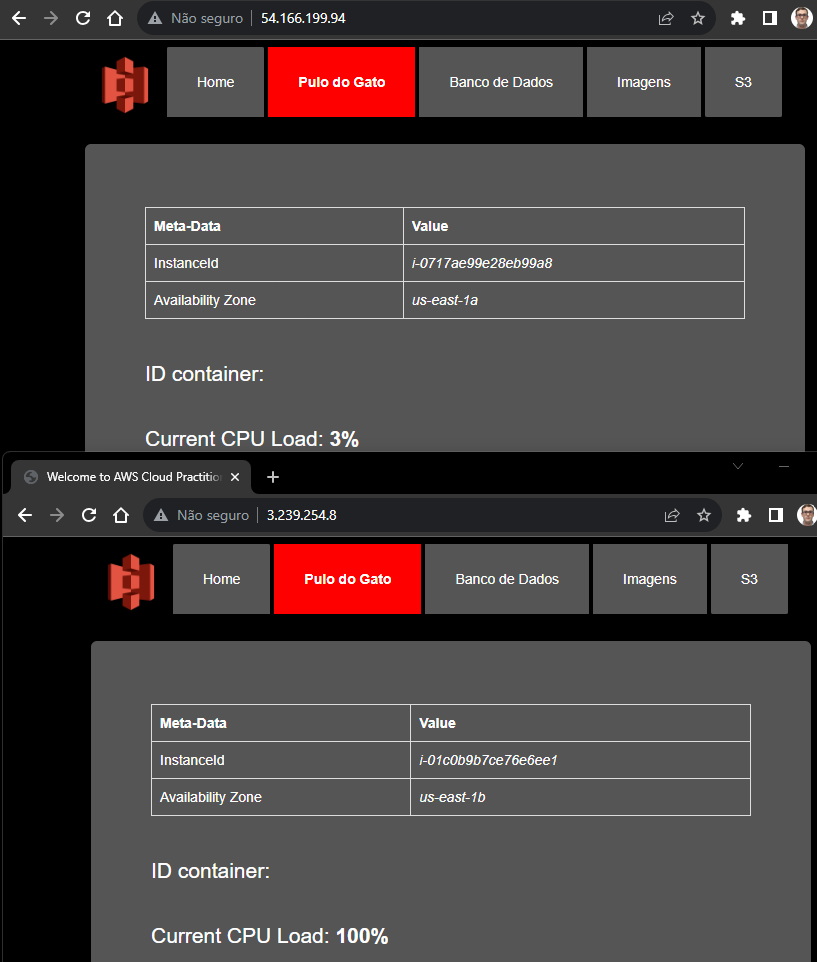 Não seguro 54.166.199.94
Home Pulo do Gato Banco de Dados Imagens S3
Meta-Data Value
InstanceId i-0717ae99e28eb99a8
Availability Zone us-east-1a
ID container:
Current CPU Load: 3%
Welcome to AWS Cloud Practitio
Não seguro 3.239.254.8
Home Pulo do Gato Banco de Dados Imagens S3
Meta-Data Value
InstanceId i-01c0b9b7ce76e6ee1
Availability Zone us-east-1b
ID container:
Current CPU Load: 100%